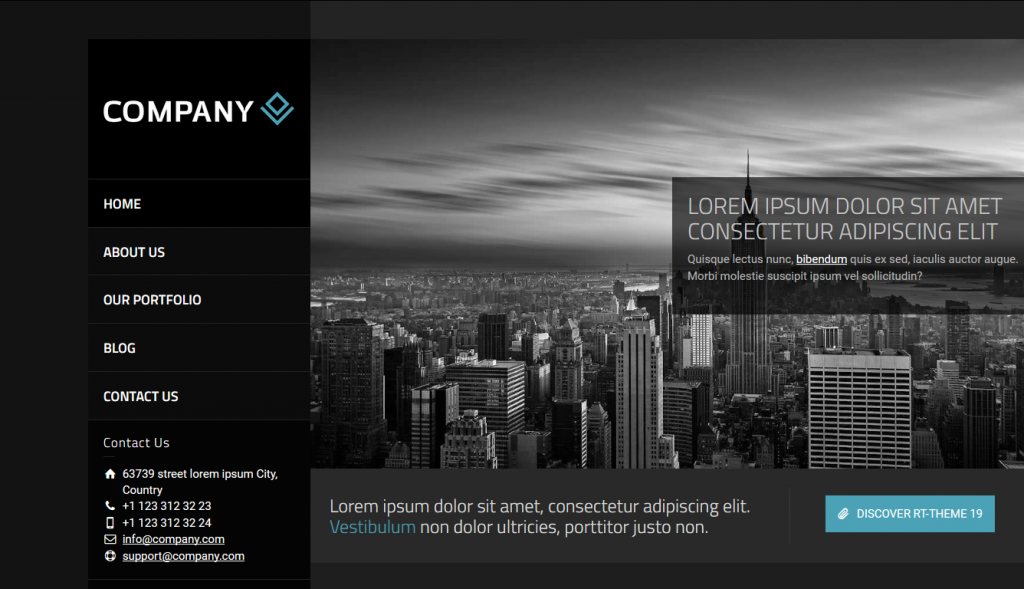 COMPANY
HOME
ABOUT US
OUR PORTFOLIO
BLOG
CONTACT US
Contact Us
63739 street lorem ipsum City,
Country
+1 123 312 32 23
+1 123 312 32 24
info@company.com
support@company.com
LOREM IPSUM DOLOR SIT AMET
CONSECTETUR ADIPISCING ELIT
Quisque lectus nunc, bibendum quis ex sed, iaculis auctor augue.
Morbi molestie suscipit ipsum vel sollicitudin?
Lorem ipsum dolor sit amet, consectetur adipiscing elit.
Vestibulum non dolor ultricies, porttitor justo non.
DISCOVER RT-THEME 19